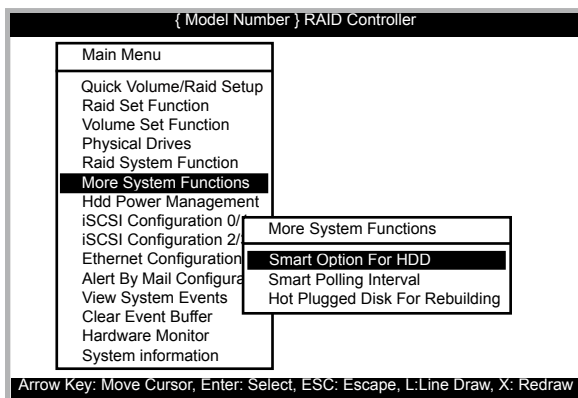 { Model Number } RAID Controller
Main Menu
Quick Volume/Raid Setup
Raid Set Function
Volume Set Function
Physical Drives
Raid System Function
More System Functions
Hdd Power Management
iSCSI Configuration 0/
iSCSI Configuration 2/
Ethernet Configuration
Alert By Mail Configura
View System Events
Clear Event Buffer
Hardware Monitor
System information
More System Functions
Smart Option For HDD
Smart Polling Interval
Hot Plugged Disk For Rebuilding
Arrow Key: Move Cursor, Enter: Select, ESC: Escape, L:Line Draw, X: Redraw